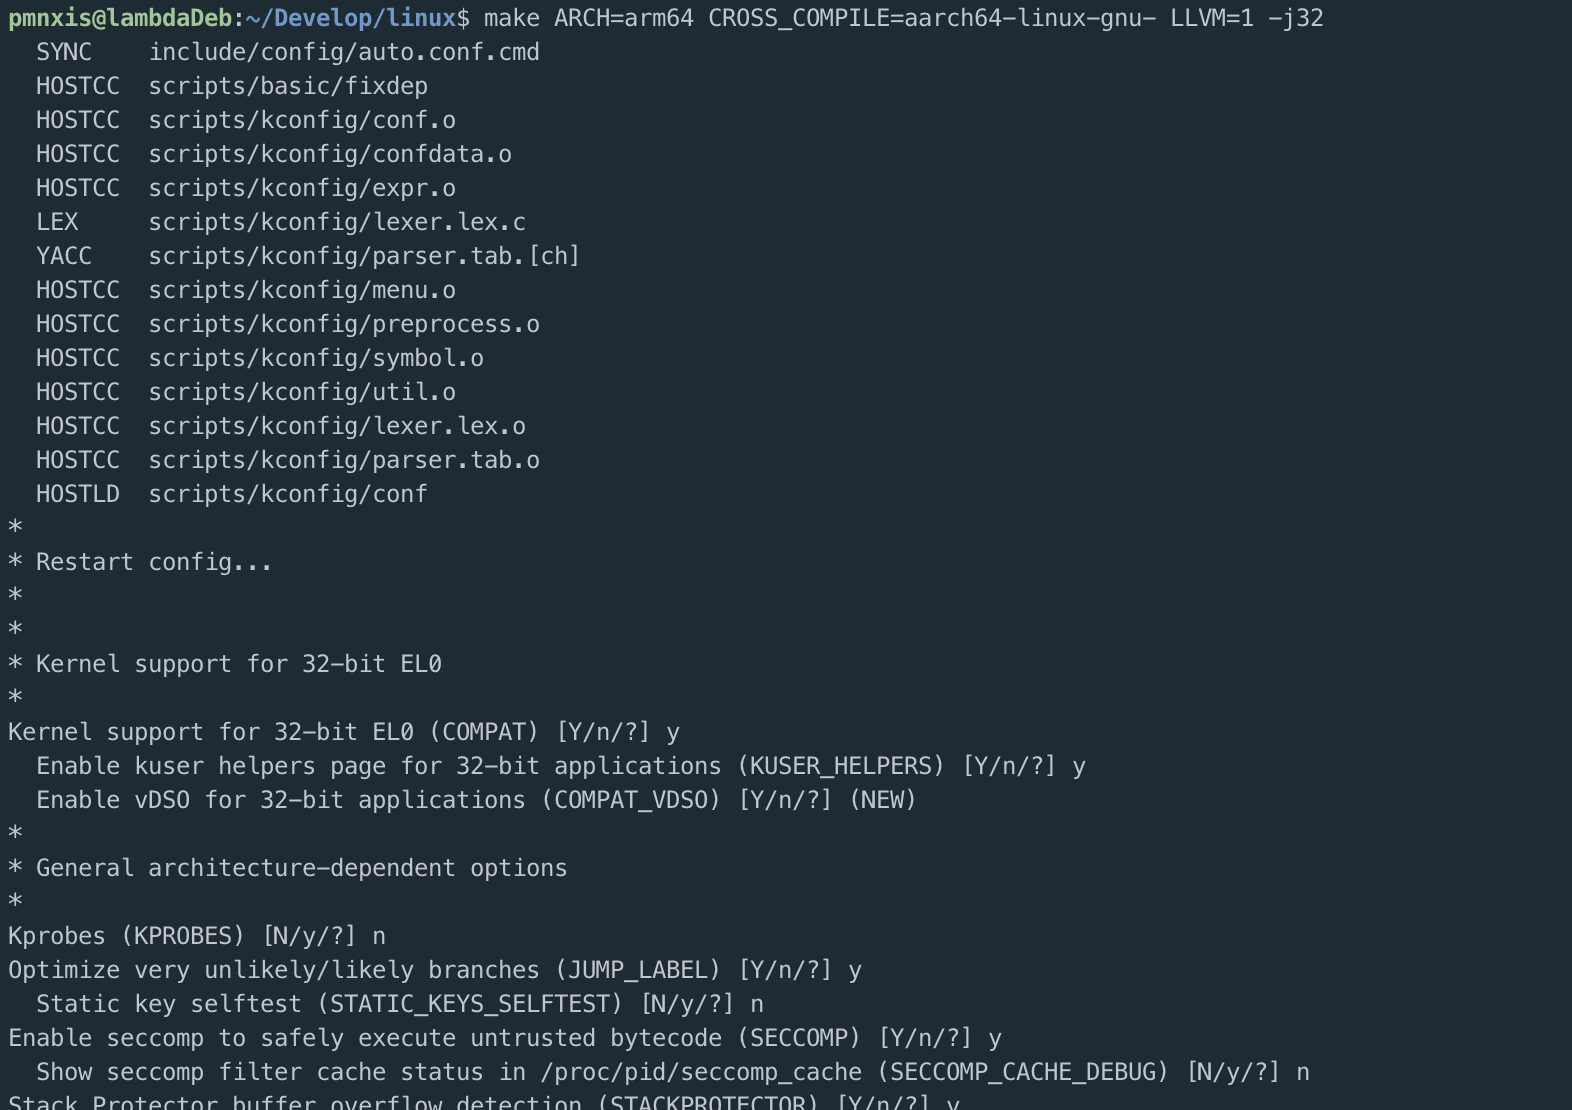 pmnxis@lambdaDeb:~/Develop/linux$ make ARCH=arm64 CROSS_COMPILE=aarch64-linux-gnu- LLVM=1 -j32
  SYNC    include/config/auto.conf.cmd
  HOSTCC  scripts/basic/fixdep
  HOSTCC  scripts/kconfig/conf.o
  HOSTCC  scripts/kconfig/confdata.o
  HOSTCC  scripts/kconfig/expr.o
  LEX     scripts/kconfig/lexer.lex.c
  YACC    scripts/kconfig/parser.tab.[ch]
  HOSTCC  scripts/kconfig/menu.o
  HOSTCC  scripts/kconfig/preprocess.o
  HOSTCC  scripts/kconfig/symbol.o
  HOSTCC  scripts/kconfig/util.o
  HOSTCC  scripts/kconfig/lexer.lex.o
  HOSTCC  scripts/kconfig/parser.tab.o
  HOSTLD  scripts/kconfig/conf
*
* Restart config...
*
*
* Kernel support for 32-bit EL0
*
Kernel support for 32-bit EL0 (COMPAT) [Y/n/?] y
  Enable kuser helpers page for 32-bit applications (KUSER_HELPERS) [Y/n/?] y
  Enable vDSO for 32-bit applications (COMPAT_VDSO) [Y/n/?] (NEW)
*
* General architecture-dependent options
*
Kprobes (KPROBES) [N/y/?] n
Optimize very unlikely/likely branches (JUMP_LABEL) [Y/n/?] y
  Static key selftest (STATIC_KEYS_SELFTEST) [N/y/?] n
Enable seccomp to safely execute untrusted bytecode (SECCOMP) [Y/n/?] y
  Show seccomp filter cache status in /proc/pid/seccomp_cache (SECCOMP_CACHE_DEBUG) [N/y/?] n
Stack Protector buffer overflow detection (STACKPROTECTOR) [Y/n/?] y